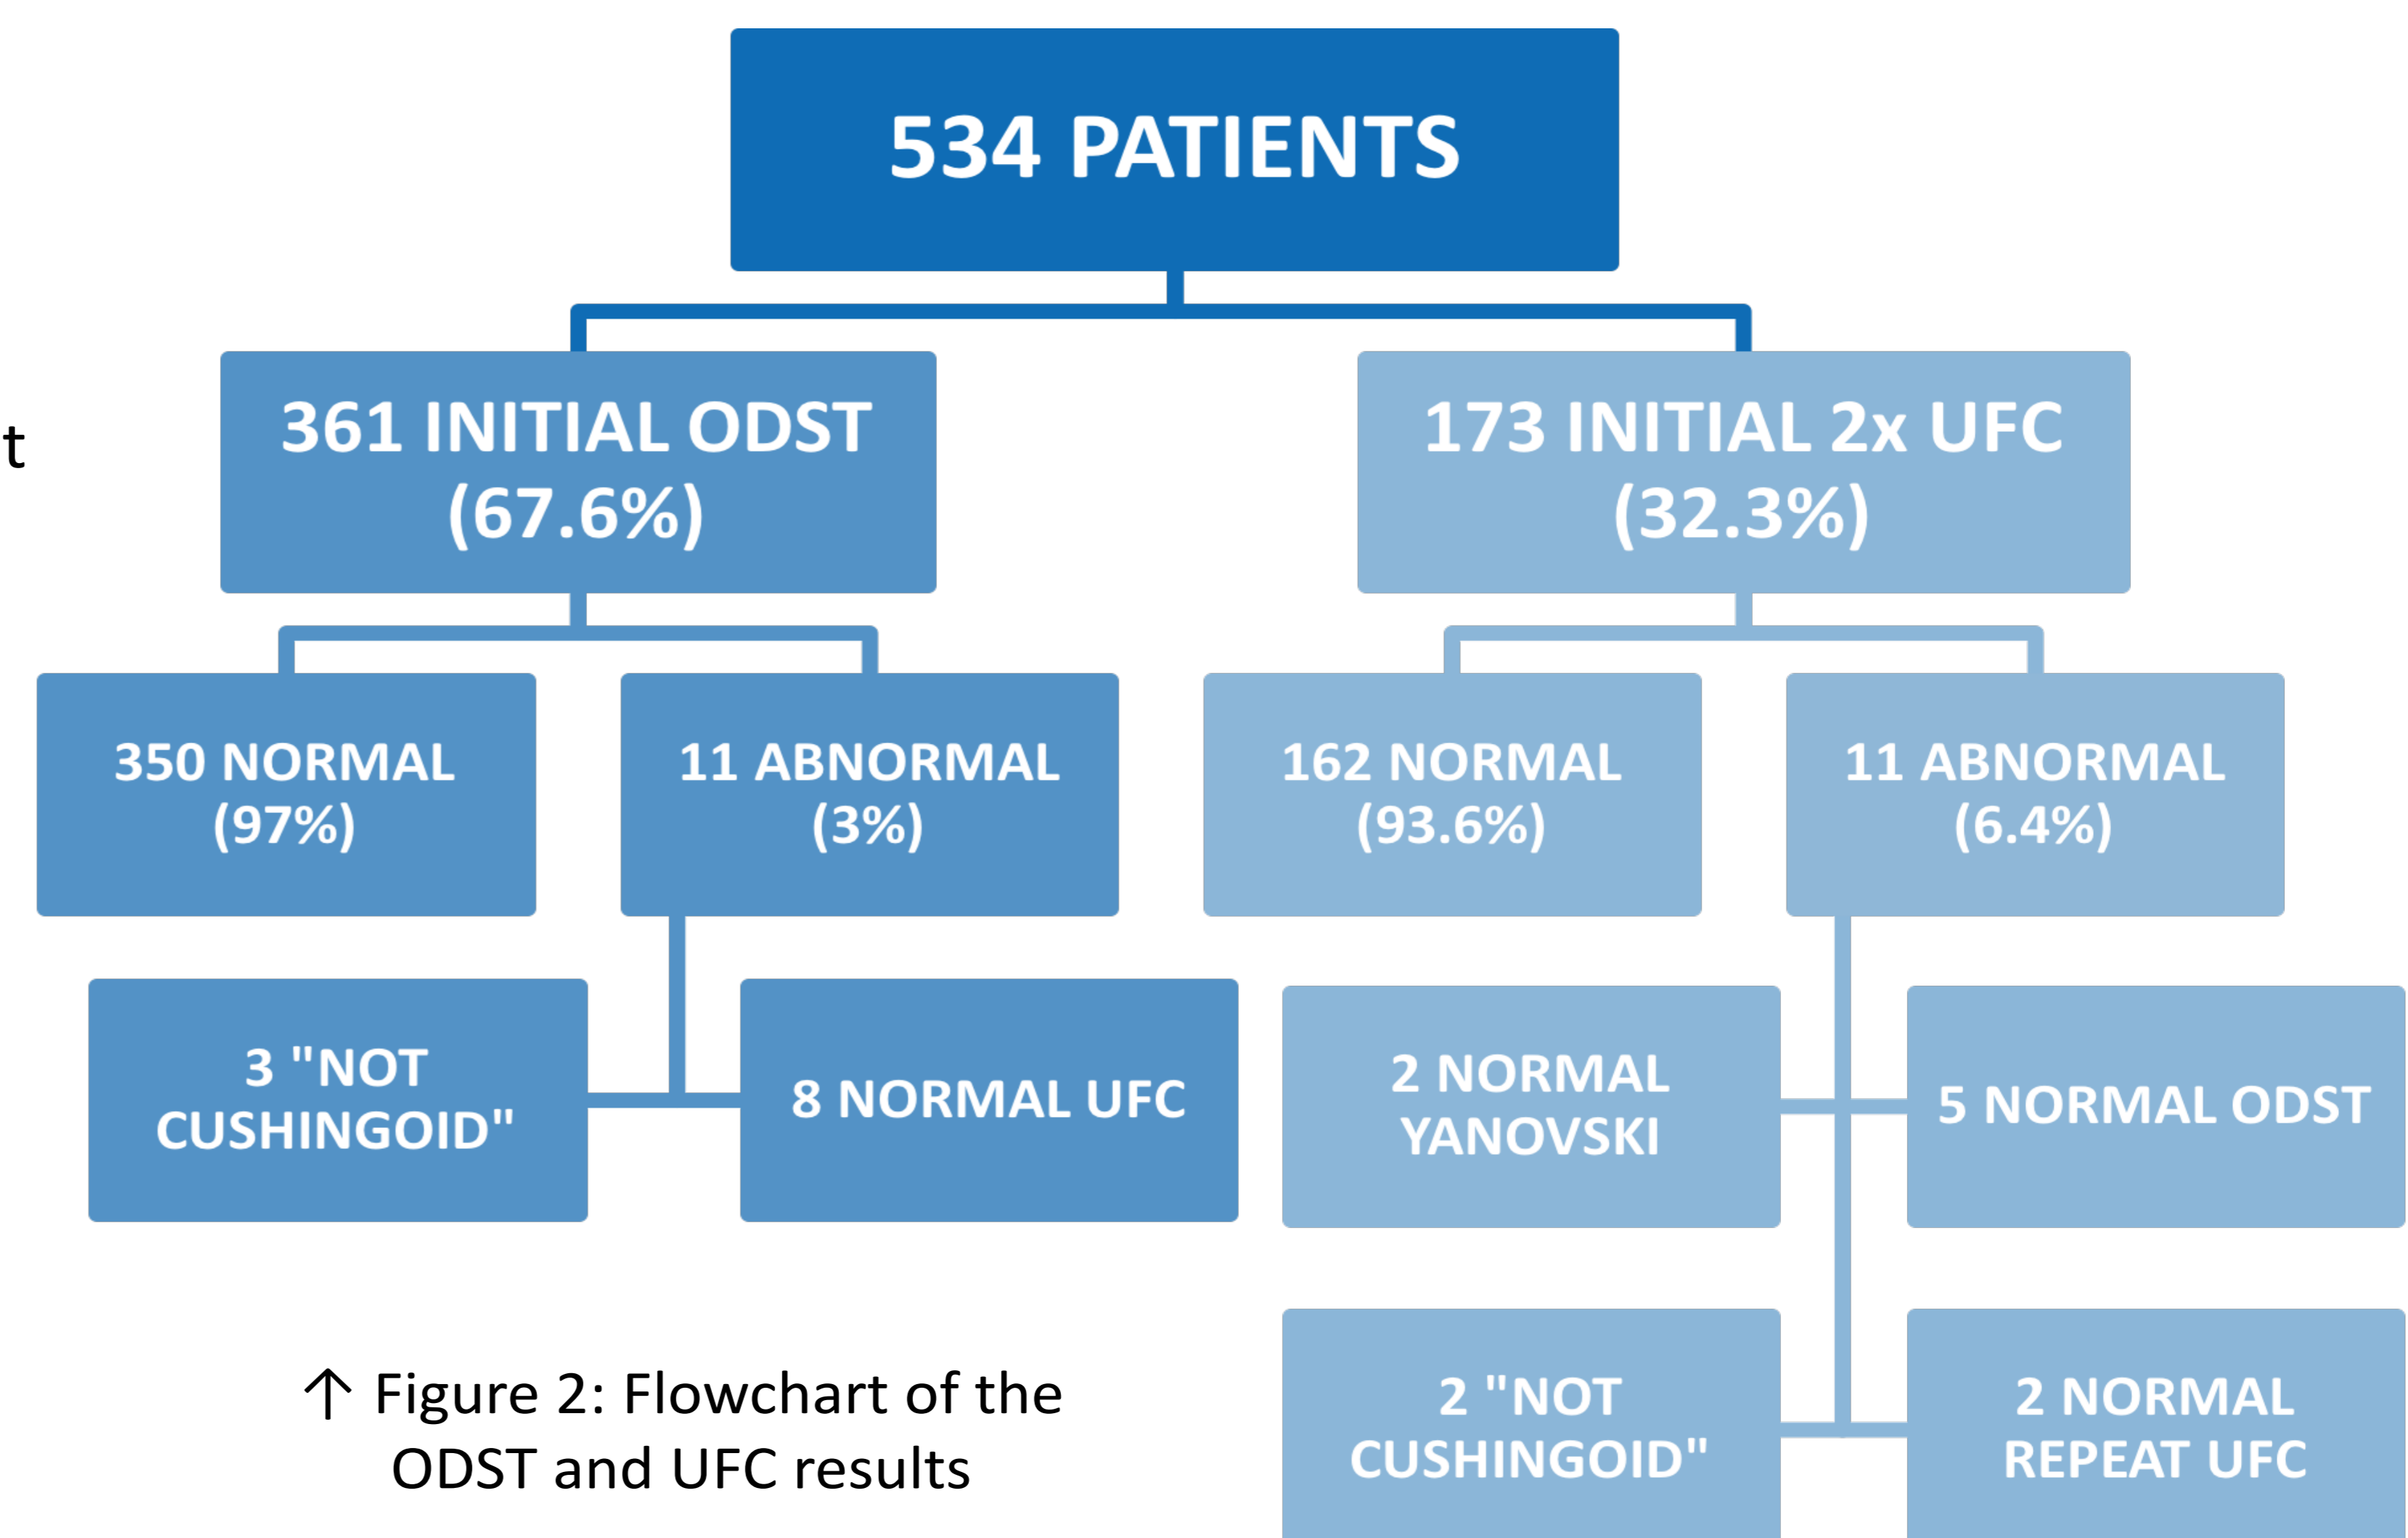 534 PATIENTS
t
361 INITIAL ODST
(67.6%)
173 INITIAL 2x UFC
(32.3%)
350 NORMAL
(97%)
11 ABNORMAL
(3%)
162 NORMAL
(93.6%)
11 ABNORMAL
(6.4%)
3 "NOT
CUSHINGOID"
8 NORMAL UFC
2 NORMAL
YANOVSKI
5 NORMAL ODST
2 "NOT
CUSHINGOID"
2 NORMAL
REPEAT UFC
↑ Figure 2: Flowchart of the
ODST and UFC results